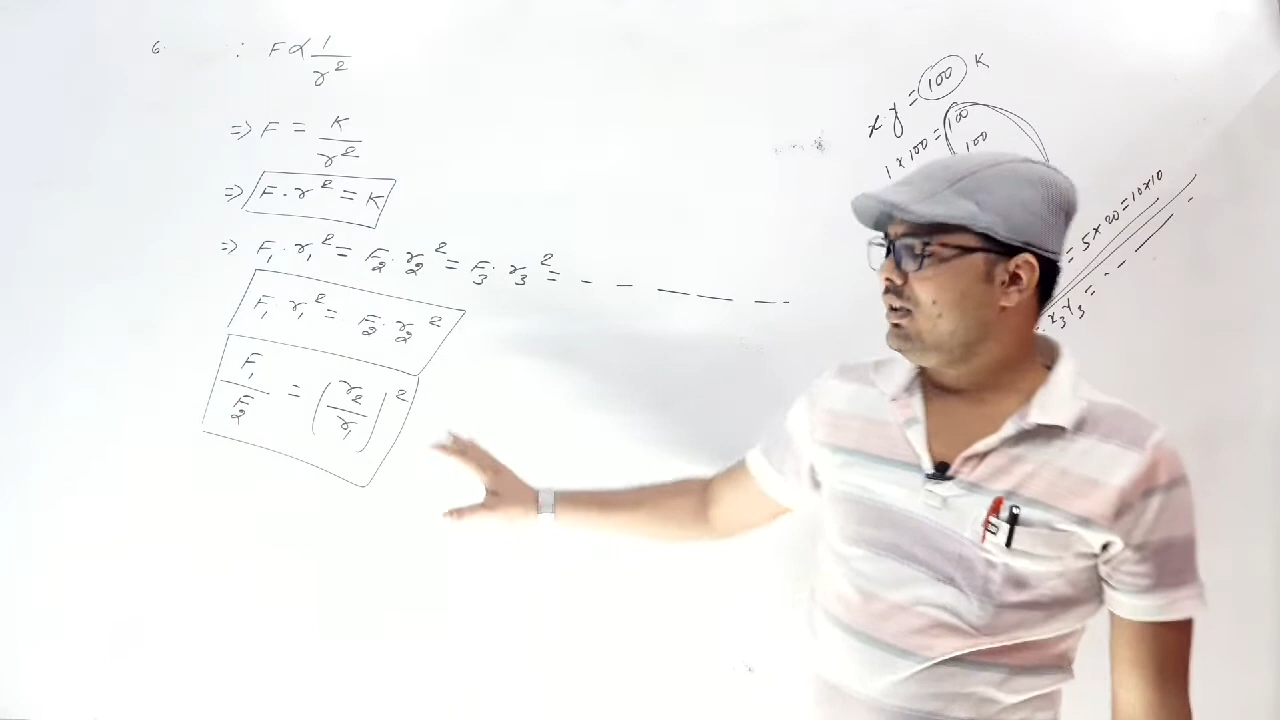 6. ∴ F ∝ 1/r²
⇒ F = K/r²
⇒ F · r² = K
⇒ F₁ · r₁² = F₂ · r₂² = F₃ · r₃² = - - - - - -
F₁ r₁² = F₂ · r₂²
F₁/F₂ = (r₂/r₁)²
x · y = 100 K
1 × 100 = 100
100
= 5 × 20 = 10 × 10
x₃y₃ = - - -